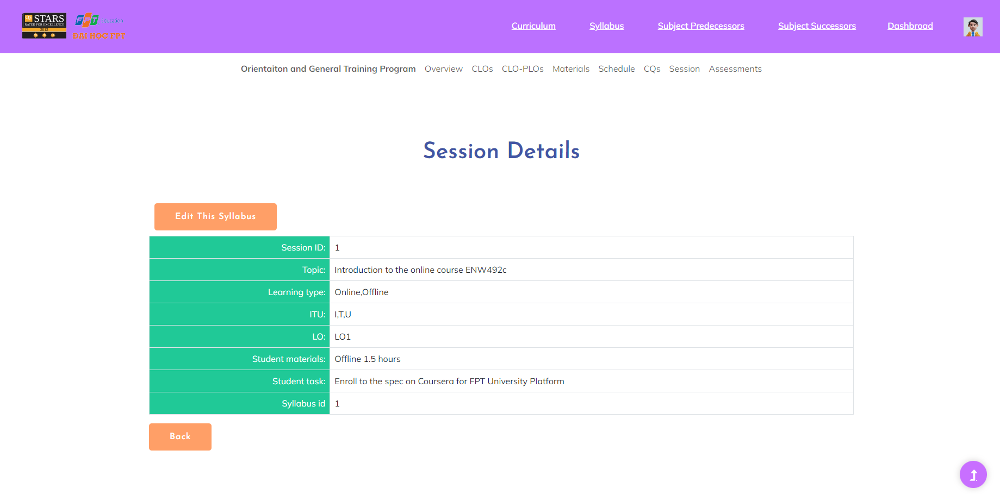 QS STARS
RATED FOR EXCELLENCE
2012
FPT Education
ĐẠI HỌC FPT
Curriculum Syllabus Subject Predecessors Subject Successors Dashbroad
Orientaiton and General Training Program Overview CLOs CLO-PLOs Materials Schedule CQs Session Assessments
Session Details
Edit This Syllabus
Session ID: 1
Topic: Introduction to the online course ENW492c
Learning type: Online,Offline
ITU: I,T,U
LO: LO1
Student materials: Offline 1.5 hours
Student task: Enroll to the spec on Coursera for FPT University Platform
Syllabus id 1
Back